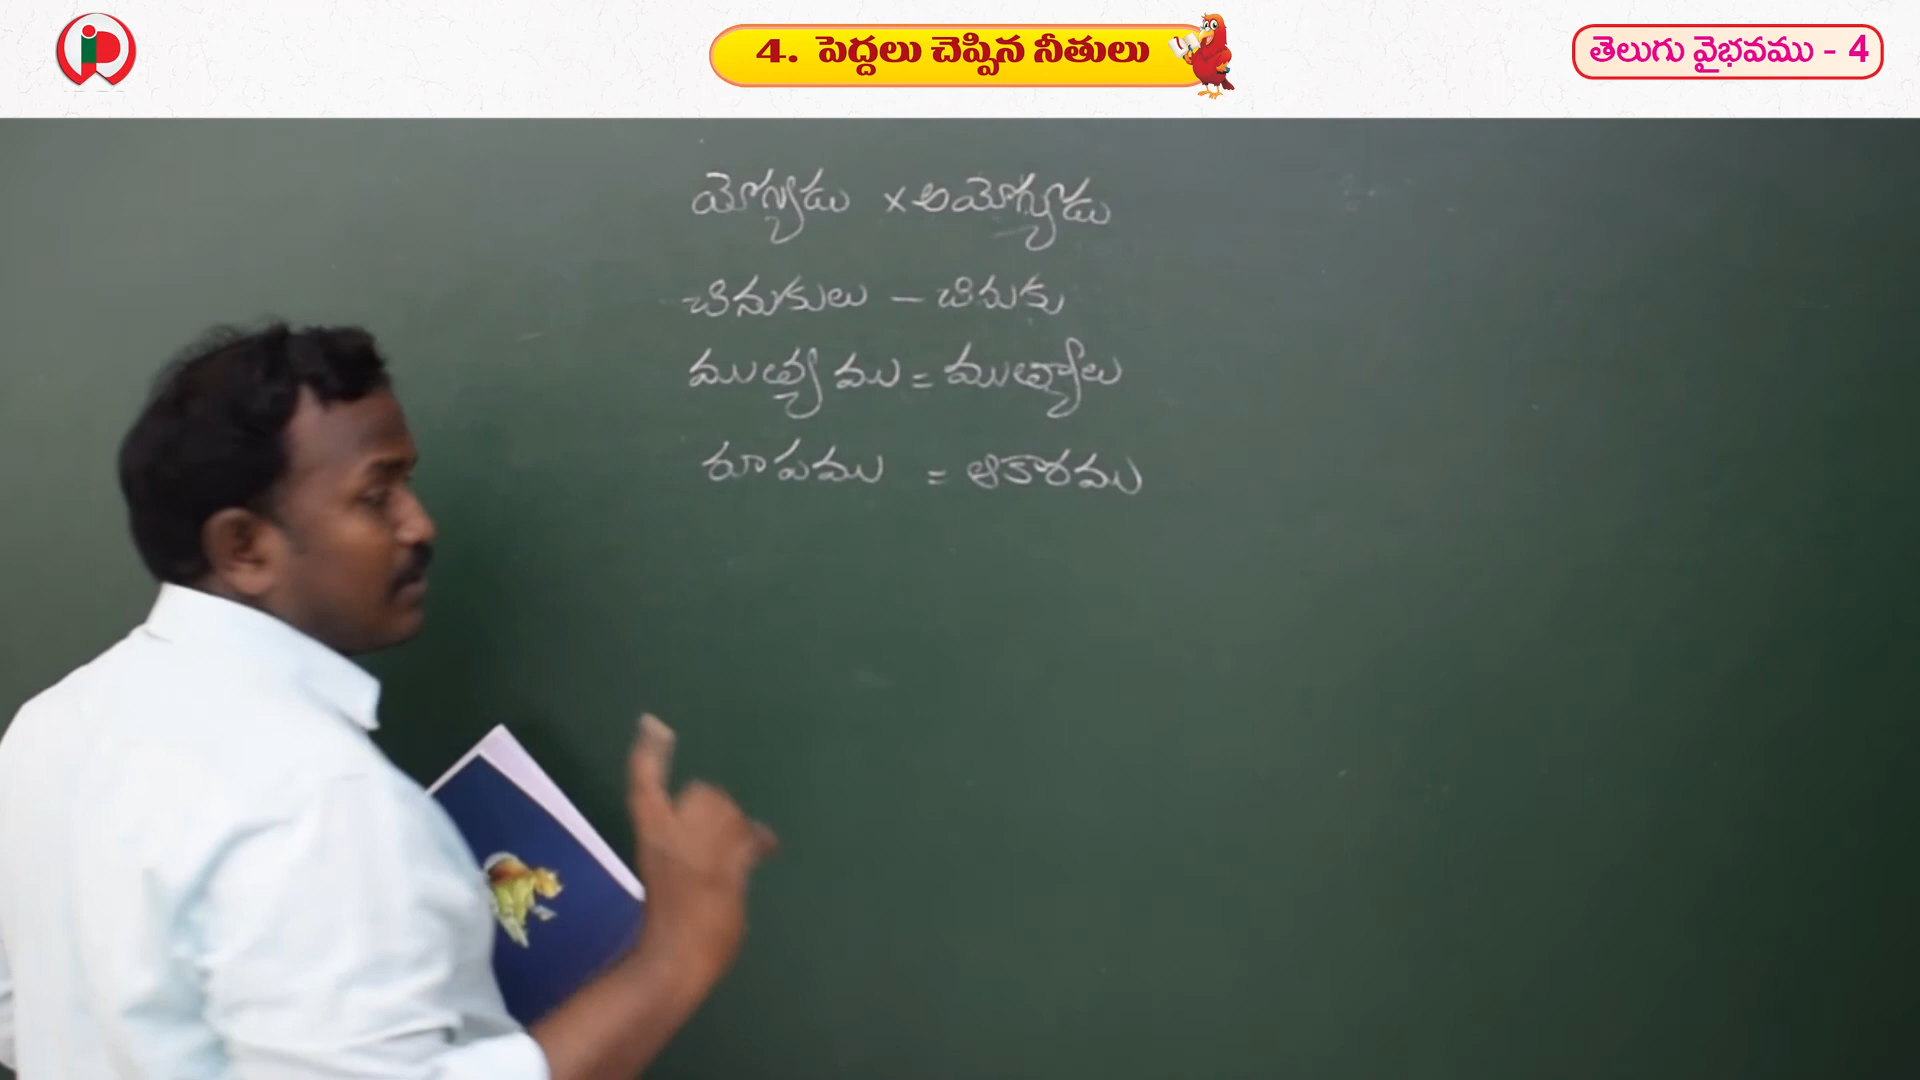 4. పెద్దలు చెప్పిన నీతులు
తెలుగు వైభవము - 4
యోగ్యుడు × అయోగ్యుడు
చినుకులు – చినుకు
ముత్యము = ముత్యాలు
రూపము = ఆకారము